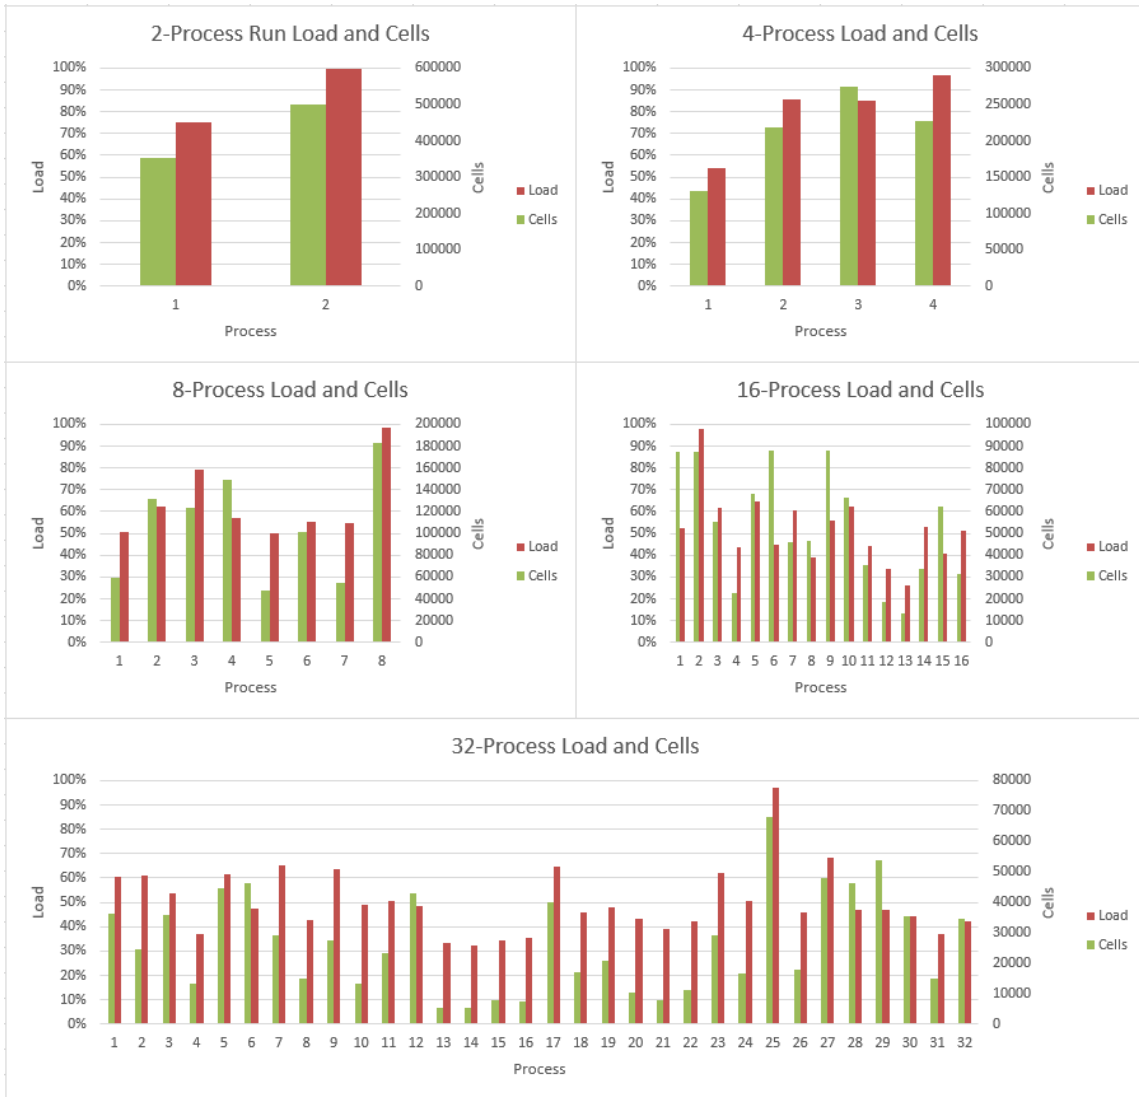 2-Process Run Load and Cells
100%
90%
80%
70%
60%
50%
40%
30%
20%
10%
0%
Load
600000
500000
400000
300000
200000
100000
0
Cells
Load
Cells
1 2
Process
4-Process Load and Cells
100%
90%
80%
70%
60%
50%
40%
30%
20%
10%
0%
Load
300000
250000
200000
150000
100000
50000
0
Cells
Load
Cells
1 2 3 4
Process
8-Process Load and Cells
100%
90%
80%
70%
60%
50%
40%
30%
20%
10%
0%
Load
200000
180000
160000
140000
120000
100000
80000
60000
40000
20000
0
Cells
Load
Cells
1 2 3 4 5 6 7 8
Process
16-Process Load and Cells
100%
90%
80%
70%
60%
50%
40%
30%
20%
10%
0%
Load
100000
90000
80000
70000
60000
50000
40000
30000
20000
10000
0
Cells
Load
Cells
1 2 3 4 5 6 7 8 9 10 11 12 13 14 15 16
Process
32-Process Load and Cells
100%
90%
80%
70%
60%
50%
40%
30%
20%
10%
0%
Load
80000
70000
60000
50000
40000
30000
20000
10000
0
Cells
Load
Cells
1 2 3 4 5 6 7 8 9 10 11 12 13 14 15 16 17 18 19 20 21 22 23 24 25 26 27 28 29 30 31 32
Process